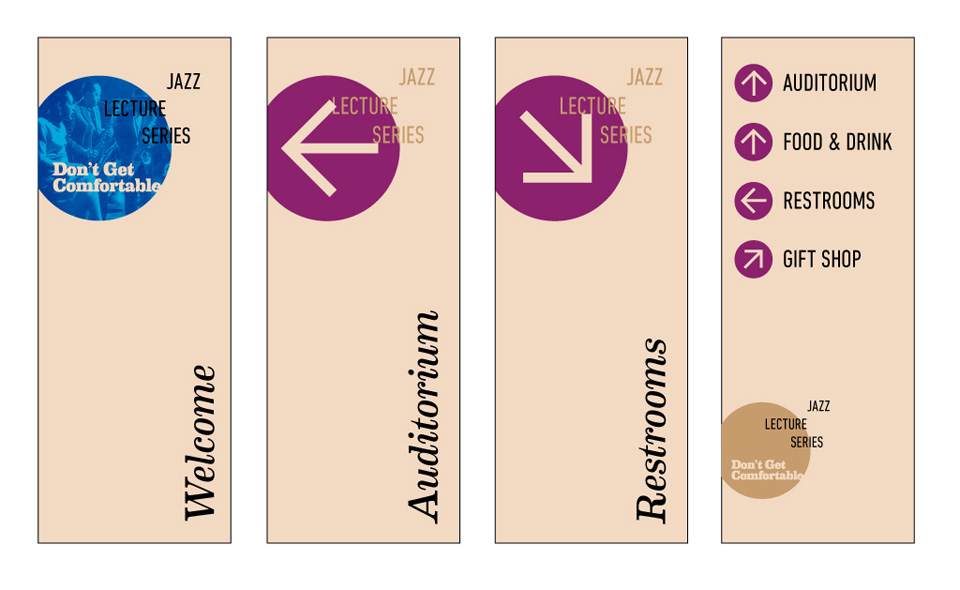 JAZZ
LECTURE
SERIES
Don't Get
Comfortable
Welcome
JAZZ
LECTURE
SERIES
Auditorium
JAZZ
LECTURE
SERIES
Restrooms
AUDITORIUM
FOOD & DRINK
RESTROOMS
GIFT SHOP
JAZZ
LECTURE
SERIES
Don't Get
Comfortable